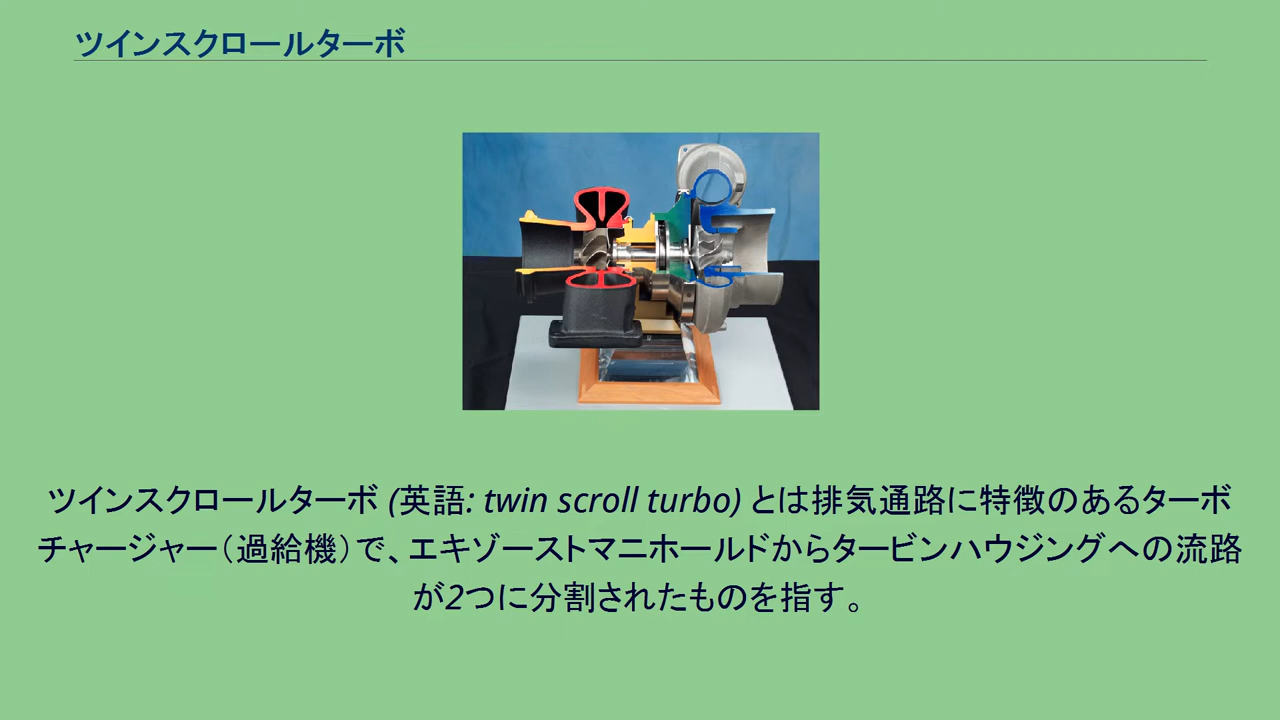 ツインスクロールターボ
ツインスクロールターボ (英語: twin scroll turbo) とは排気通路に特徴のあるターボ
チャージャー（過給機）で、エキゾーストマニホールドからタービンハウジングへの流路
が2つに分割されたものを指す。